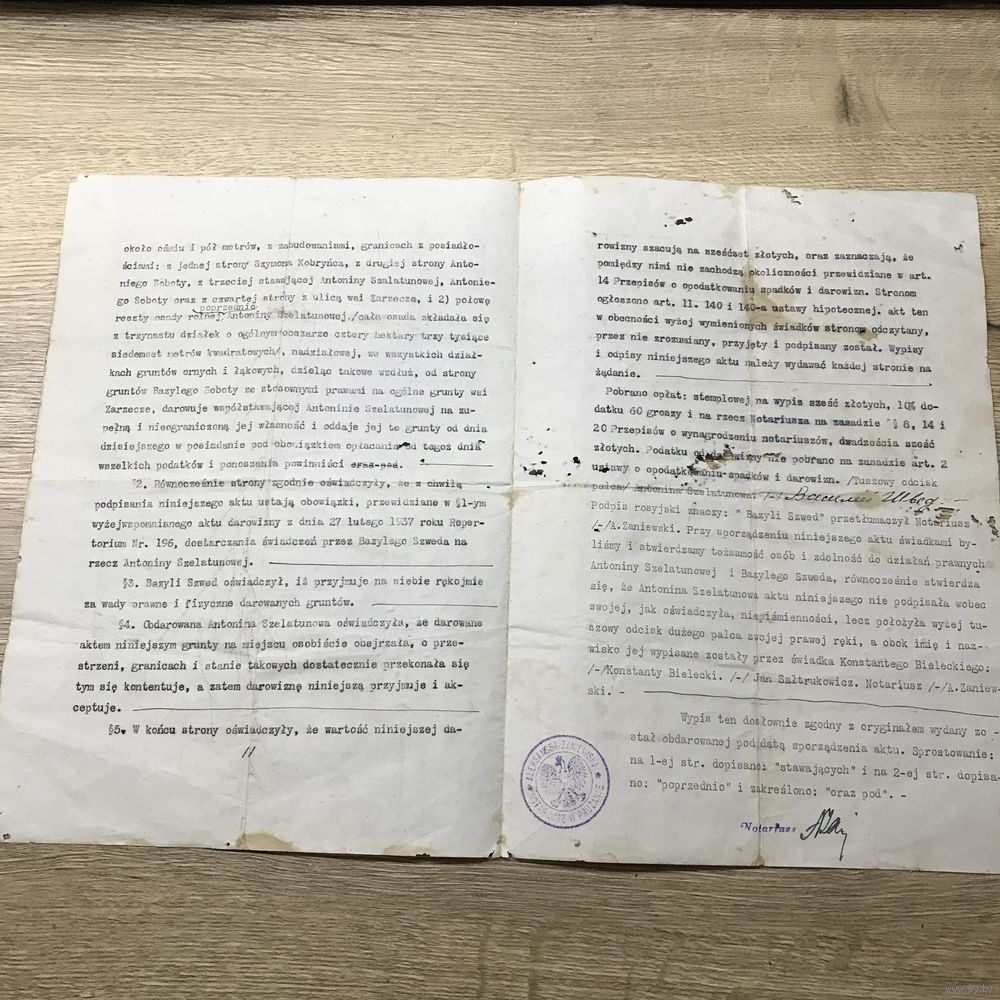 około ośmiu i pół metrów, z zabudowaniami, granicach z posiadło-
ściami: z jednej strony Szymona Kobryńca, z drugiej strony Anto-
niego Soboty, z trzeciej stawającej Antoniny Szalatunowej, Antonie-
go Soboty oraz z czwartej strony z ulicą wsi Zarzecze, i 2) połowę
poprzednio
reszty osady rolnej Antoniny Szelatunowej,/cała osada składała się
z trzynastu działek o ogólnym obszarze cztery hektary trzy tysiące
siedemset metrów kwadratowych/, nadziałowej, we wszystkich dział-
kach gruntów ornych i łąkowych, dzieląc takowe wzdłuż, od strony
gruntów Bazylego Soboty ze stosownymi prawami na ogólne grunty wsi
Zarzecze, darowuje współstawającej Antoninie Szelatunowej na zu-
pełną i nieograniczoną jej własność i oddaje jej te grunty od dnia
dzisiejszego w posiadanie pod obowiązkiem opłacania od tegoż dnia
wszelkich podatków i ponoszenia powinności oraz pod.
§2. Równocześnie strony zgodnie oświadczyły, że z chwilą
podpisania niniejszego aktu ustają obowiązki, przewidziane w §1-ym
wyżejwzspomnianego aktu darowizny z dnia 27 lutego 1937 roku Reper-
torium Nr. 196, dostarczania świadczeń przez Bazylego Szweda na
rzecz Antoniny Szelatunowej.
§3. Bazyli Szwed oświadczył, iż przyjmuje na siebie rękojmie
za wady prawne i fizyczne darowanych gruntów.
§4. Obdarowana Antonina Szelatunowa oświadczyła, że darowane
aktem niniejszym grunty na miejscu osobiście obejrzała, o prze-
strzeni, granicach i stanie takowych dostatecznie przekonała się
tym się kontentuje, a zatem darowiznę niniejszą przyjmuje i ak-
ceptuje.
§5. W końcu strony oświadczyły, że wartość niniejszej da-
11
rowizny szacują na sześćset złotych, oraz zaznaczają, że
pomiędzy nimi nie zachodzą okoliczności przewidziane w art.
14 Przepisów o opodatkowaniu spadków i darowizn. Stronom
ogłoszono art. 11. 140 i 140-a ustawy hipotecznej. akt ten
w obecności wyżej wymienionych świadków stronom odczytany,
przez nie zrozumiany, przyjęty i podpisany został. Wypisy
i odpisy niniejszego aktu należy wydawać każdej stronie na
żądanie.
Pobrano opłat: stemplowej na wypis sześć złotych, 10% do-
datku 60 groszy i na rzecz Notariusza na zasadzie §§ 8, 14 i
20 Przepisów o wynagrodzeniu notariuszów, dwadzieścia sześć
złotych. Podatku od darowizny nie pobrano na zasadzie art. 2
ustawy o opodatkowaniu spadków i darowizn. /Tuszowy odcisk
palca/ Antonina Szelatunowa. /-/ Василий Швед.-
Podpis rosyjski znaczy: " Bazyli Szwed" przetłumaczył Notariusz
/-/A.Zaniewski. Przy sporządzeniu niniejszego aktu świadkami by-
liśmy i stwierdzamy tożsamość osób i zdolność do działań prawnych
Antoniny Szelatunowej i Bazylego Szweda, równocześnie stwierdza
się, że Antonina Szelatunowa aktu niniejszego nie podpisała wobec
swojej, jak oświadczyła, niepiśmienności, lecz położyła wyżej tu-
szowy odcisk dużego palca swojej prawej ręki, a obok imię i naz-
wisko jej wypisane zostały przez świadka Konstantego Bieleckiego:
/-/Konstanty Bielecki. /-/ Jan Sałtrukowicz. Notariusz /-/A.Zaniew-
ski. -
Wypis ten dosłownie zgodny z oryginałem wydany zo -
stał obdarowanej pod datą sporządzenia aktu. Sprostowanie:
na 1-ej str. dopisano: "stawających" i na 2-ej str. dopisa-
no: "poprzednio" i zakreślono: "oraz pod". -
ALEKSANDER ZANIEWSKI
NOTARIUSZ W PRUŻANIE
Notariusz
www.ay.by